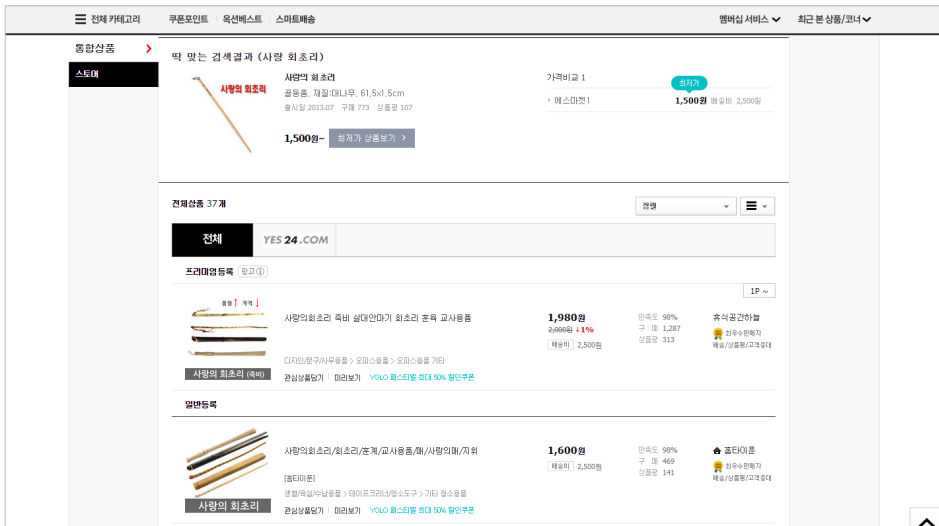 전체 카테고리 쿠폰포인트 옥션베스트 스마트배송 멤버십 서비스 최근 본 상품/코너
통합상품
스토어
딱 맞는 검색결과 (사랑 회초리)
사랑의 회초리
사랑의 회초리
골동품, 재질:대나무, 61.5x1.5cm
출시일 2013.07 구매 773 상품평 107
1,500원~ 최저가 상품보기 >
가격비교 1
최저가
에스마켓1 1,500원 배송비 2,500원
전체상품 37개
정렬
전체 YES 24 .COM
프리미엄등록 광고
1P ~
품질 ↑ 가격 ↓
사랑의 회초리 (죽비)
사랑의회초리 죽비 살대안마기 회초리 훈육 교사용품
디자인/문구/사무용품 > 오피스용품 > 오피스용품 기타
관심상품담기 미리보기 YOLO 페스티벌 최대 50% 할인쿠폰
1,980원
2,000원 ↓1%
배송비 2,500원
만족도 98%
구 매 1,287
상품평 313
휴식공간하늘
최우수판매자
배송/상품평/고객응대
일반등록
사랑의 회초리
사랑의회초리/회초리/훈계/교사용품/매/사랑의매/지휘
[홈타이푼]
생활/욕실/수납용품 > 테이프크리너/청소도구 > 기타 청소용품
관심상품담기 미리보기 YOLO 페스티벌 최대 50% 할인쿠폰
1,600원
배송비 2,500원
만족도 98%
구 매 469
상품평 141
홈타이푼
최우수판매자
배송/상품평/고객응대